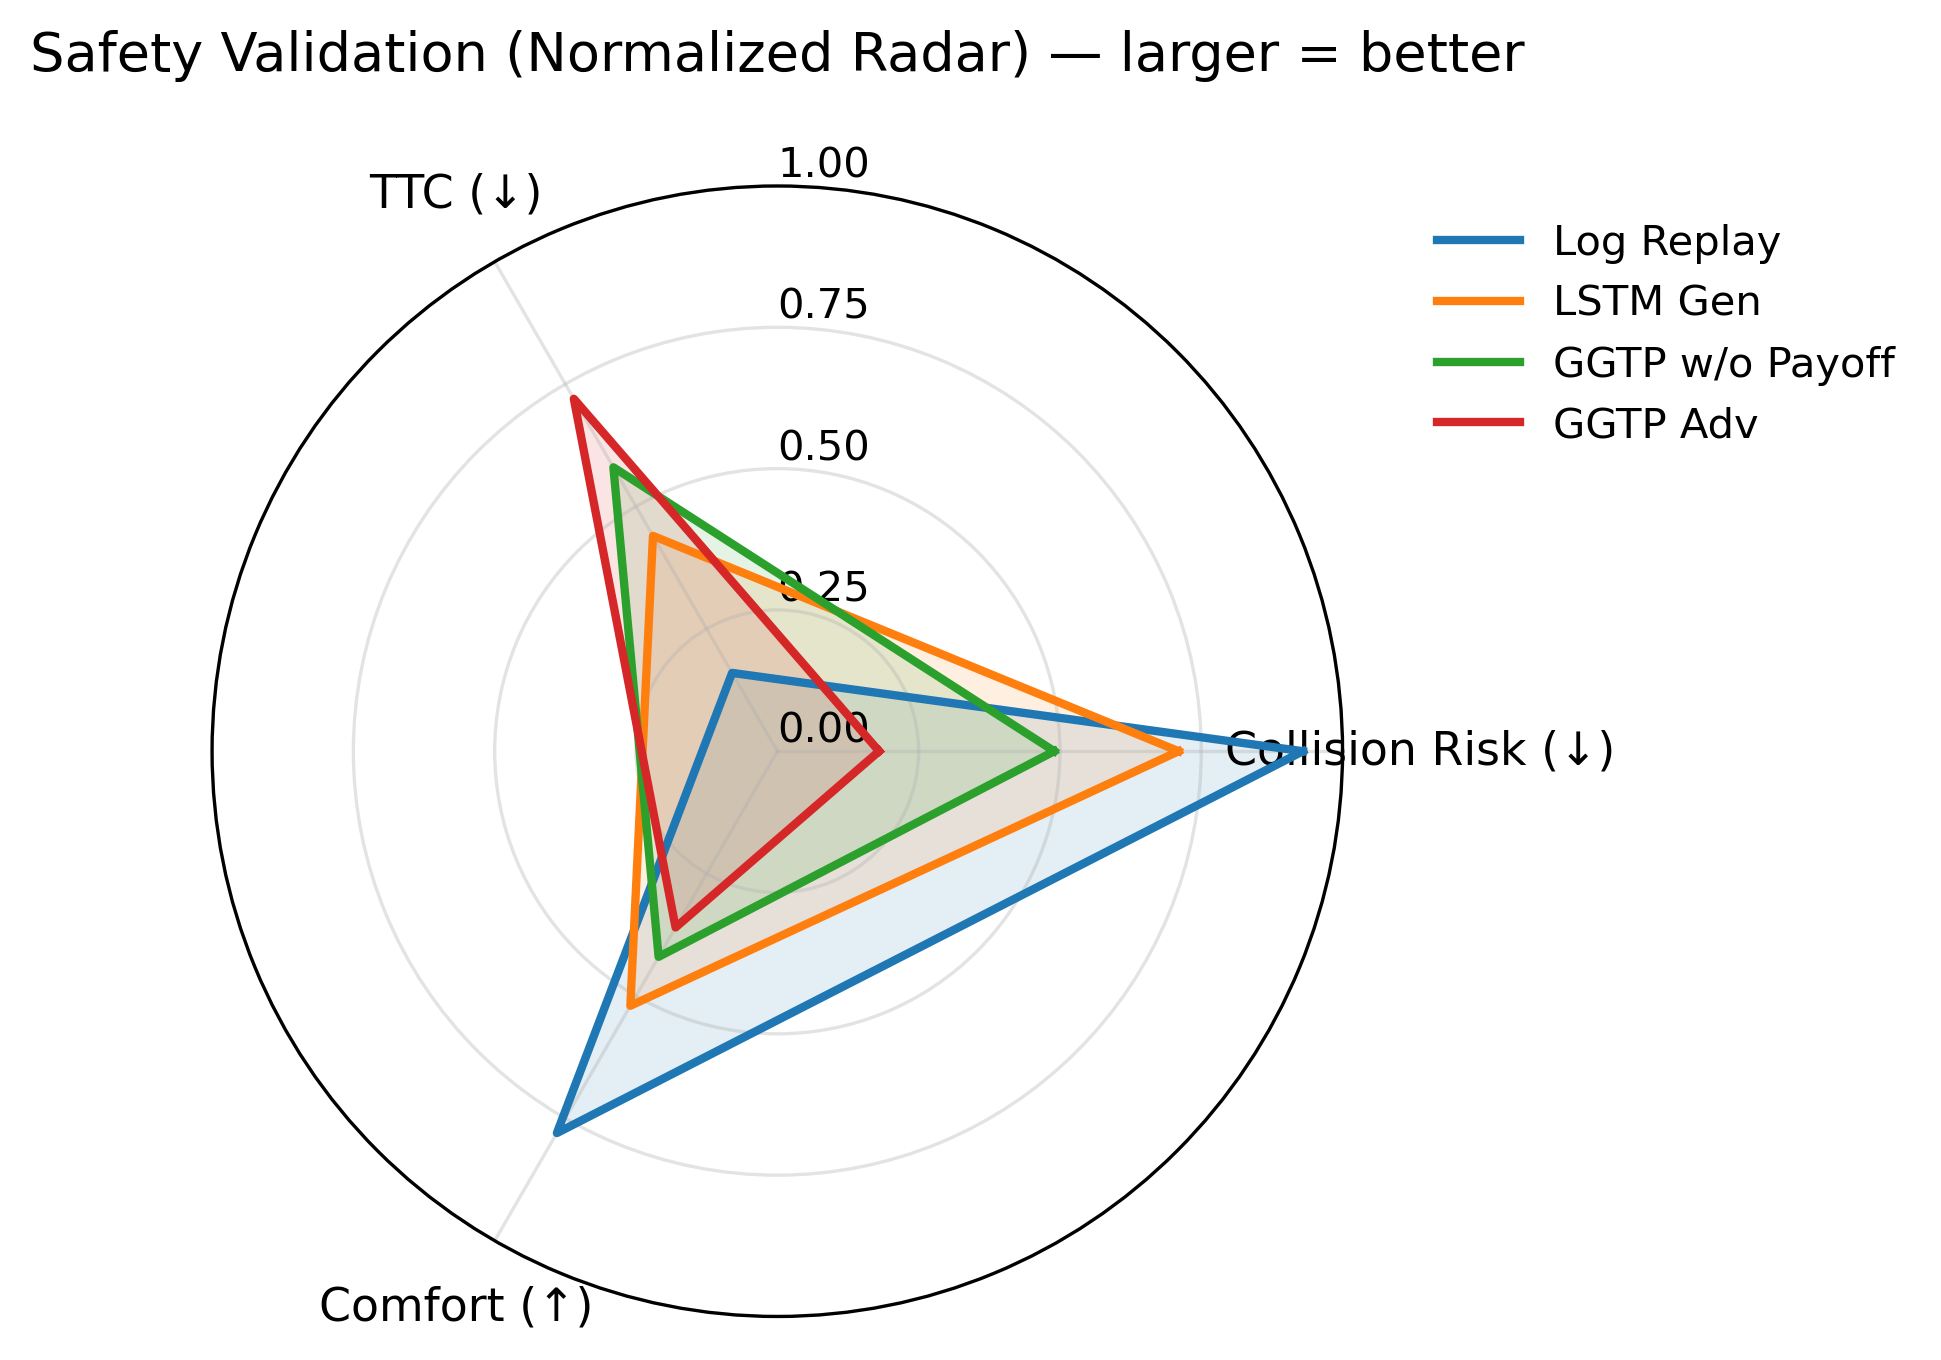 Safety Validation (Normalized Radar) — larger = better
TTC (↓)
1.00
0.75
0.50
0.25
0.00
Collision Risk (↓)
Comfort (↑)
Log Replay
LSTM Gen
GGTP w/o Payoff
GGTP Adv